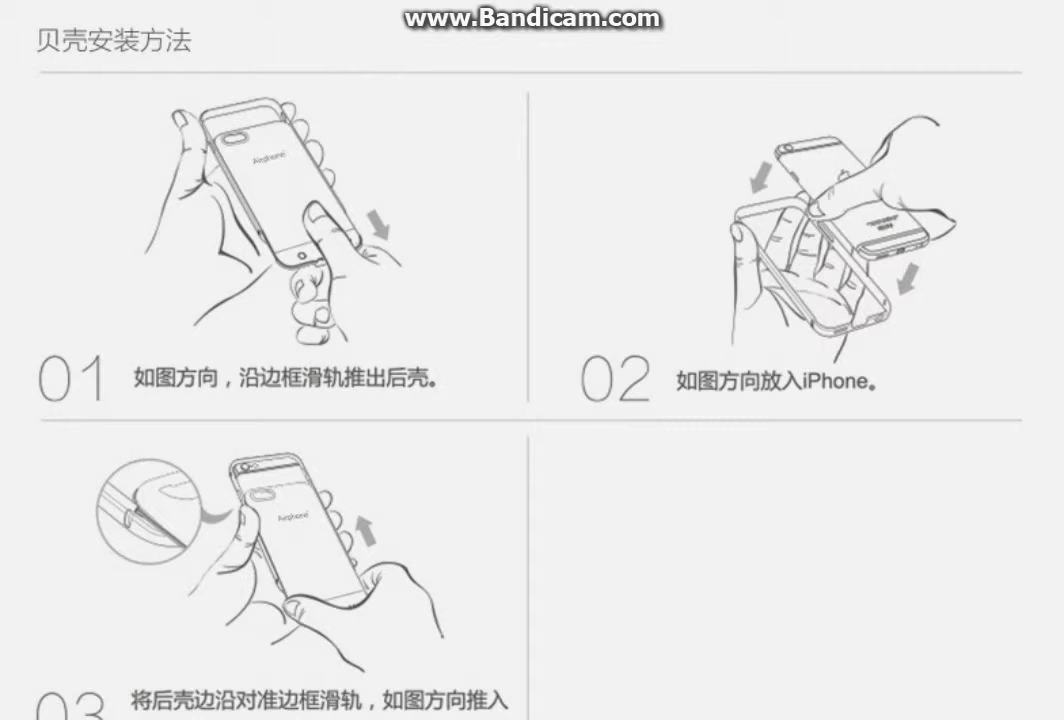 www.Bandicam.com
贝壳安装方法
Airphone
01
如图方向，沿边框滑轨推出后壳。
02
如图方向放入iPhone。
Airphone
03
将后壳边沿对准边框滑轨，如图方向推入